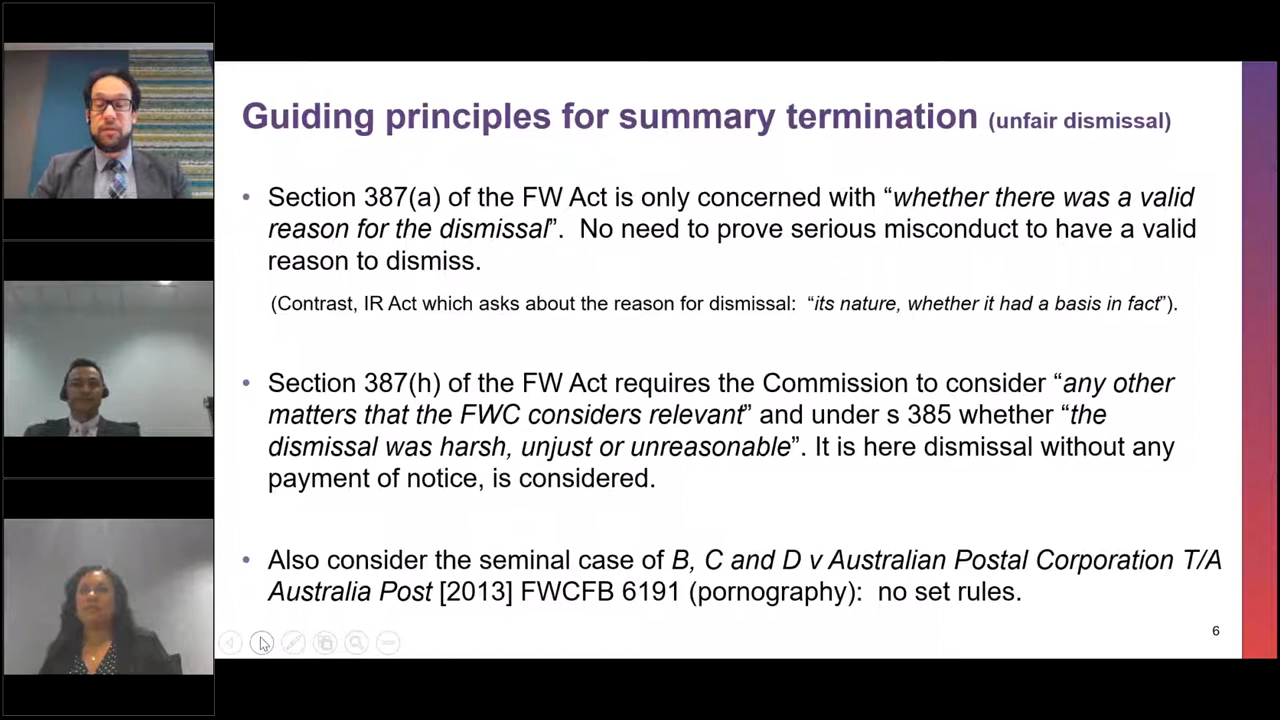 Guiding principles for summary termination (unfair dismissal)
• Section 387(a) of the FW Act is only concerned with “whether there was a valid
reason for the dismissal”.  No need to prove serious misconduct to have a valid
reason to dismiss.
(Contrast, IR Act which asks about the reason for dismissal:  “its nature, whether it had a basis in fact”).
• Section 387(h) of the FW Act requires the Commission to consider “any other
matters that the FWC considers relevant” and under s 385 whether “the
dismissal was harsh, unjust or unreasonable”. It is here dismissal without any
payment of notice, is considered.
• Also consider the seminal case of B, C and D v Australian Postal Corporation T/A
Australia Post [2013] FWCFB 6191 (pornography):  no set rules.
6